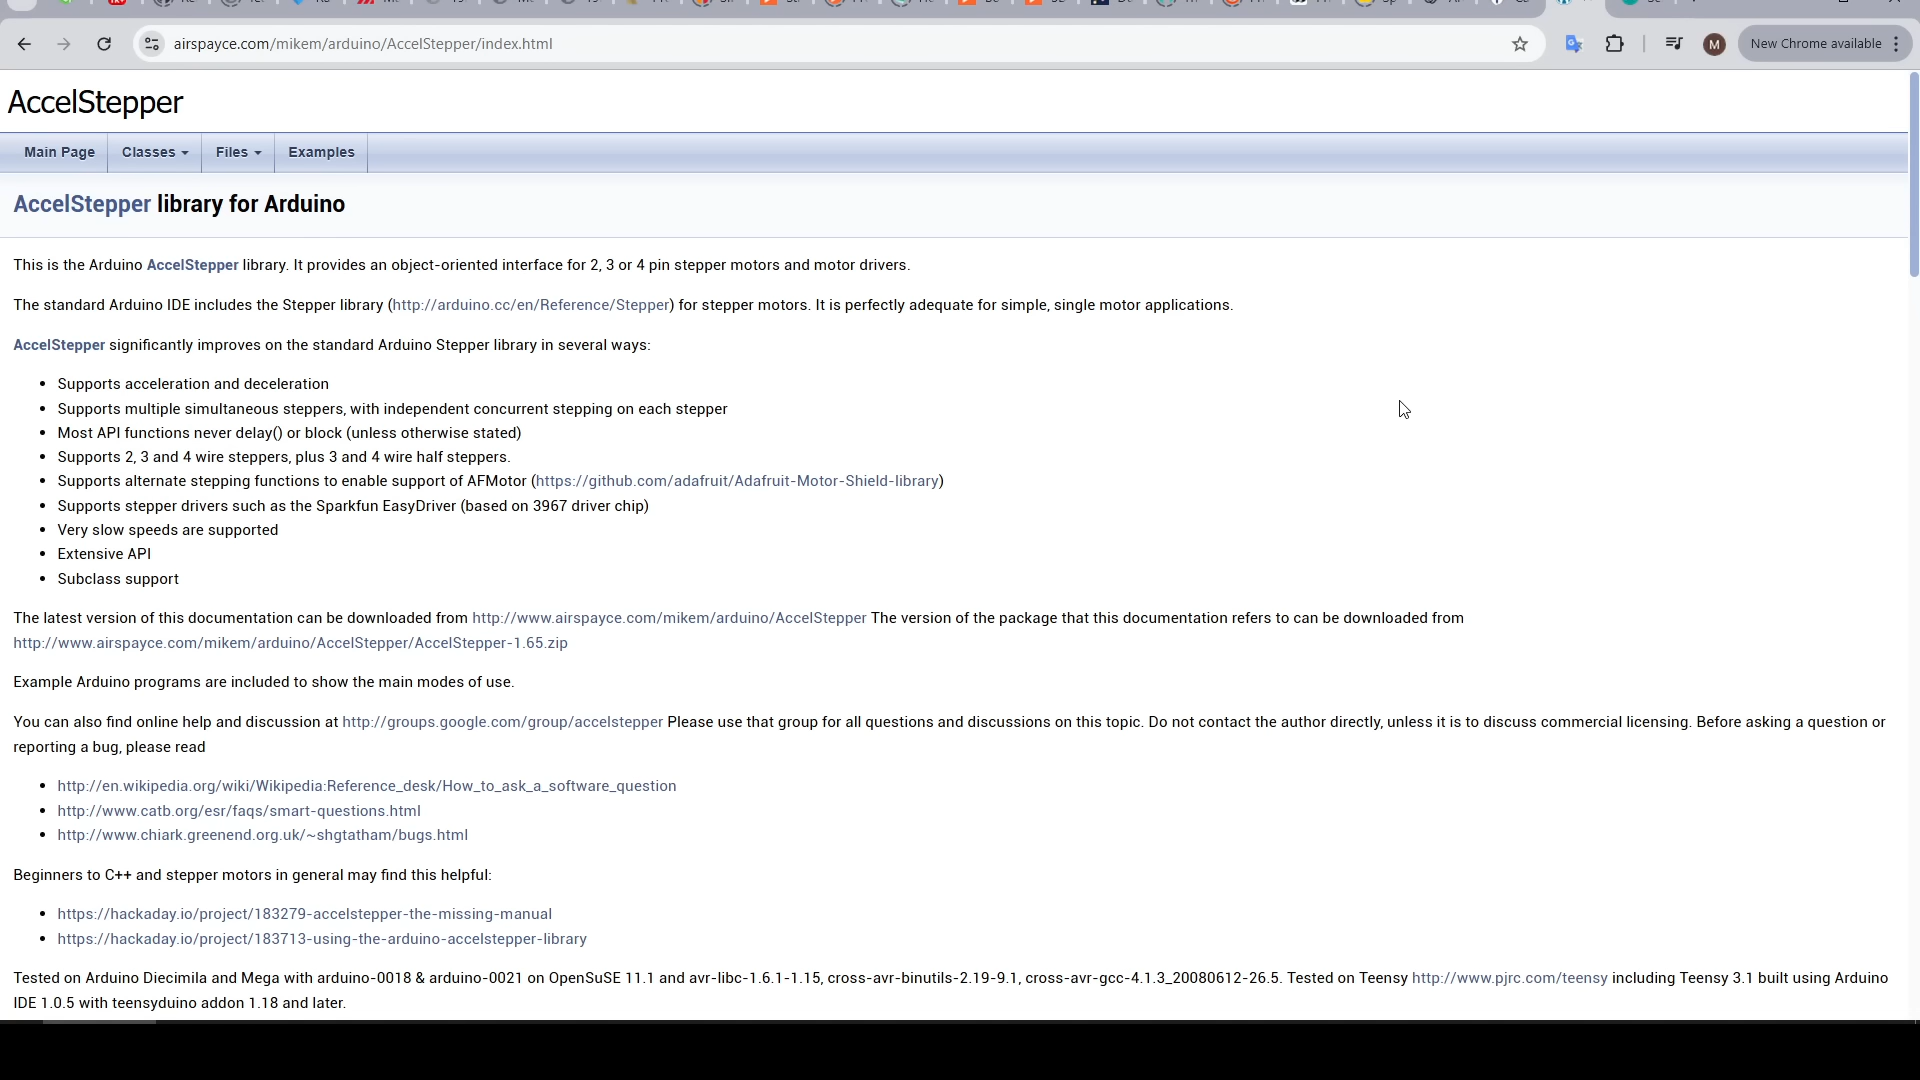 airspayce.com/mikem/arduino/AccelStepper/index.html
M
New Chrome available
AccelStepper
Main Page
Classes
Files
Examples
AccelStepper library for Arduino
This is the Arduino AccelStepper library. It provides an object-oriented interface for 2, 3 or 4 pin stepper motors and motor drivers.
The standard Arduino IDE includes the Stepper library (http://arduino.cc/en/Reference/Stepper) for stepper motors. It is perfectly adequate for simple, single motor applications.
AccelStepper significantly improves on the standard Arduino Stepper library in several ways:
• Supports acceleration and deceleration
• Supports multiple simultaneous steppers, with independent concurrent stepping on each stepper
• Most API functions never delay() or block (unless otherwise stated)
• Supports 2, 3 and 4 wire steppers, plus 3 and 4 wire half steppers.
• Supports alternate stepping functions to enable support of AFMotor (https://github.com/adafruit/Adafruit-Motor-Shield-library)
• Supports stepper drivers such as the Sparkfun EasyDriver (based on 3967 driver chip)
• Very slow speeds are supported
• Extensive API
• Subclass support
The latest version of this documentation can be downloaded from http://www.airspayce.com/mikem/arduino/AccelStepper The version of the package that this documentation refers to can be downloaded from
http://www.airspayce.com/mikem/arduino/AccelStepper/AccelStepper-1.65.zip
Example Arduino programs are included to show the main modes of use.
You can also find online help and discussion at http://groups.google.com/group/accelstepper Please use that group for all questions and discussions on this topic. Do not contact the author directly, unless it is to discuss commercial licensing. Before asking a question or
reporting a bug, please read
• http://en.wikipedia.org/wiki/Wikipedia:Reference_desk/How_to_ask_a_software_question
• http://www.catb.org/esr/faqs/smart-questions.html
• http://www.chiark.greenend.org.uk/~shgtatham/bugs.html
Beginners to C++ and stepper motors in general may find this helpful:
• https://hackaday.io/project/183279-accelstepper-the-missing-manual
• https://hackaday.io/project/183713-using-the-arduino-accelstepper-library
Tested on Arduino Diecimila and Mega with arduino-0018 & arduino-0021 on OpenSuSE 11.1 and avr-libc-1.6.1-1.15, cross-avr-binutils-2.19-9.1, cross-avr-gcc-4.1.3_20080612-26.5. Tested on Teensy http://www.pjrc.com/teensy including Teensy 3.1 built using Arduino
IDE 1.0.5 with teensyduino addon 1.18 and later.